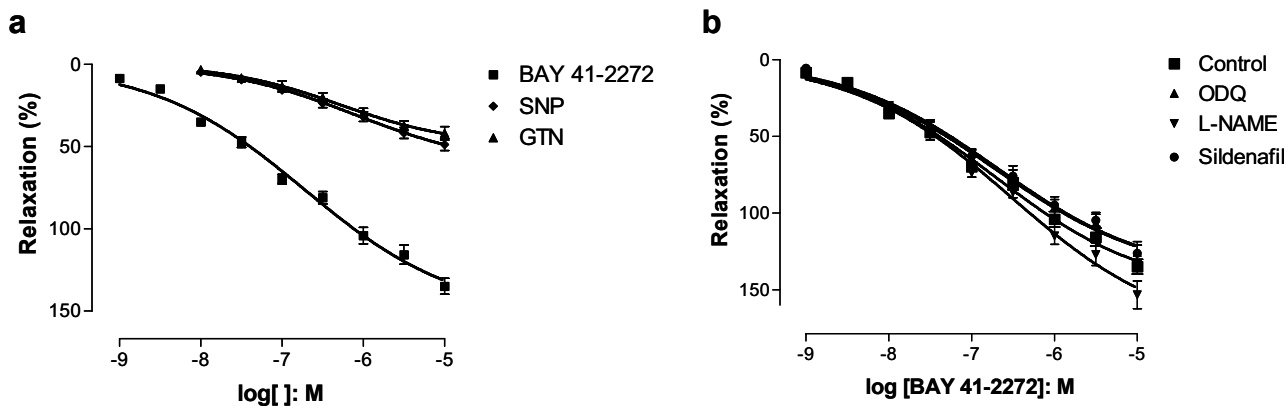 a
Relaxation (%)
0
50
100
150
-9 -8 -7 -6 -5
log[ ]: M
BAY 41-2272
SNP
GTN
b
Relaxation (%)
0
50
100
150
-9 -8 -7 -6 -5
log [BAY 41-2272]: M
Control
ODQ
L-NAME
Sildenafil